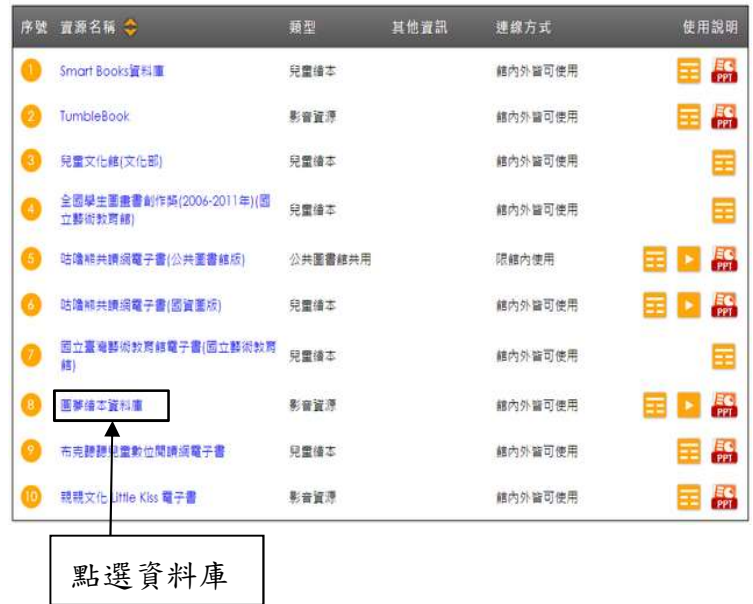 序號 資源名稱 類型 其他資訊 連線方式 使用說明
1 Smart Books資料庫 兒童繪本 館內外皆可使用 PPT
2 TumbleBook 影音資源 館內外皆可使用 PPT
3 兒童文化館(文化部) 兒童繪本 館內外皆可使用
4 全國學生圖畫書創作獎(2006-2011年)(國
立藝術教育館) 兒童繪本 館內外皆可使用
5 咕嚕熊共讀網電子書(公共圖書館版) 公共圖書館共用 限館內使用 PPT
6 咕嚕熊共讀網電子書(國資圖版) 兒童繪本 館內外皆可使用 PPT
7 國立臺灣藝術教育館電子書(國立藝術教育
館) 兒童繪本 館內外皆可使用
8 圓夢繪本資料庫 影音資源 館內外皆可使用 PPT
9 布克聽聽兒童數位閱讀網電子書 兒童繪本 館內外皆可使用 PPT
10 親親文化 Little Kiss 電子書 影音資源 館內外皆可使用 PPT
點選資料庫